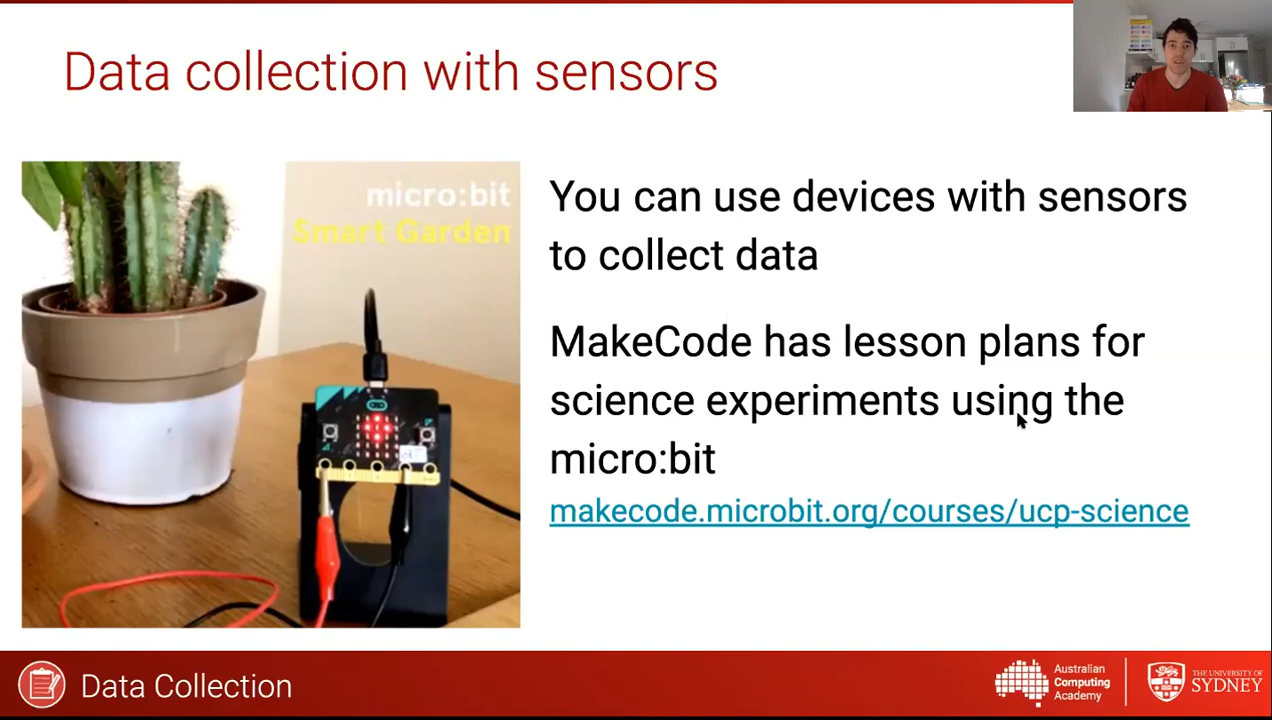 Data collection with sensors
micro:bit
Smart Garden
You can use devices with sensors
to collect data
MakeCode has lesson plans for
science experiments using the
micro:bit
makecode.microbit.org/courses/ucp-science
Data Collection
Australian
Computing
Academy
THE UNIVERSITY OF
SYDNEY